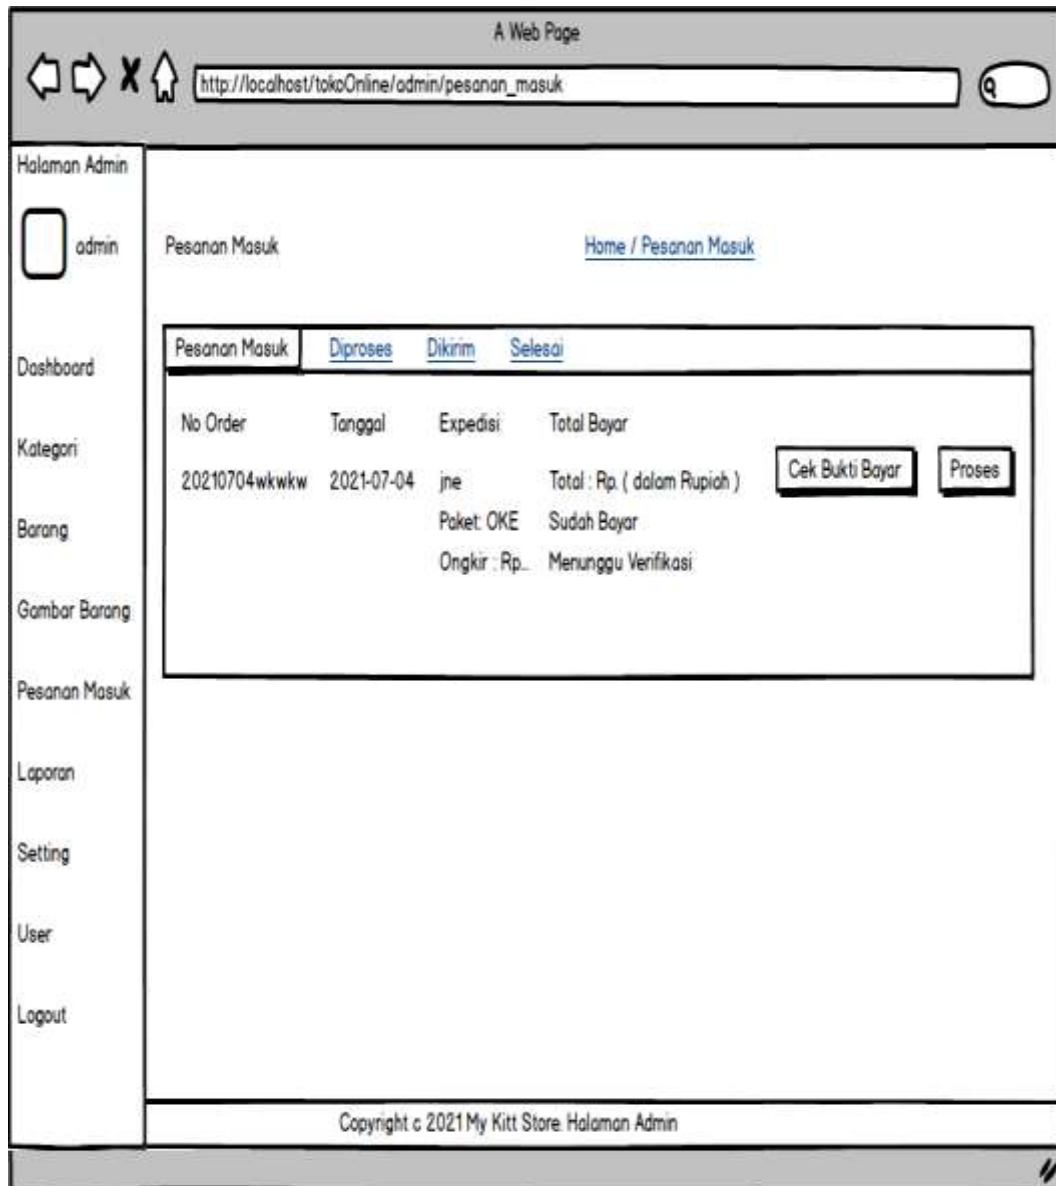 A Web Page
http://localhost/tokoOnline/admin/pesanan_masuk
Halaman Admin
admin
Dashboard
Kategori
Barang
Gambar Barang
Pesanan Masuk
Laporan
Setting
User
Logout
Pesanan Masuk
Home / Pesanan Masuk
Pesanan Masuk Diproses Dikirim Selesai
No Order Tanggal Expedisi Total Bayar
20210704wkwkw 2021-07-04 jne Total : Rp. ( dalam Rupiah ) Cek Bukti Bayar Proses
Paket: OKE Sudah Bayar
Ongkir : Rp... Menunggu Verifikasi
Copyright c 2021 My Kitt Store. Halaman Admin